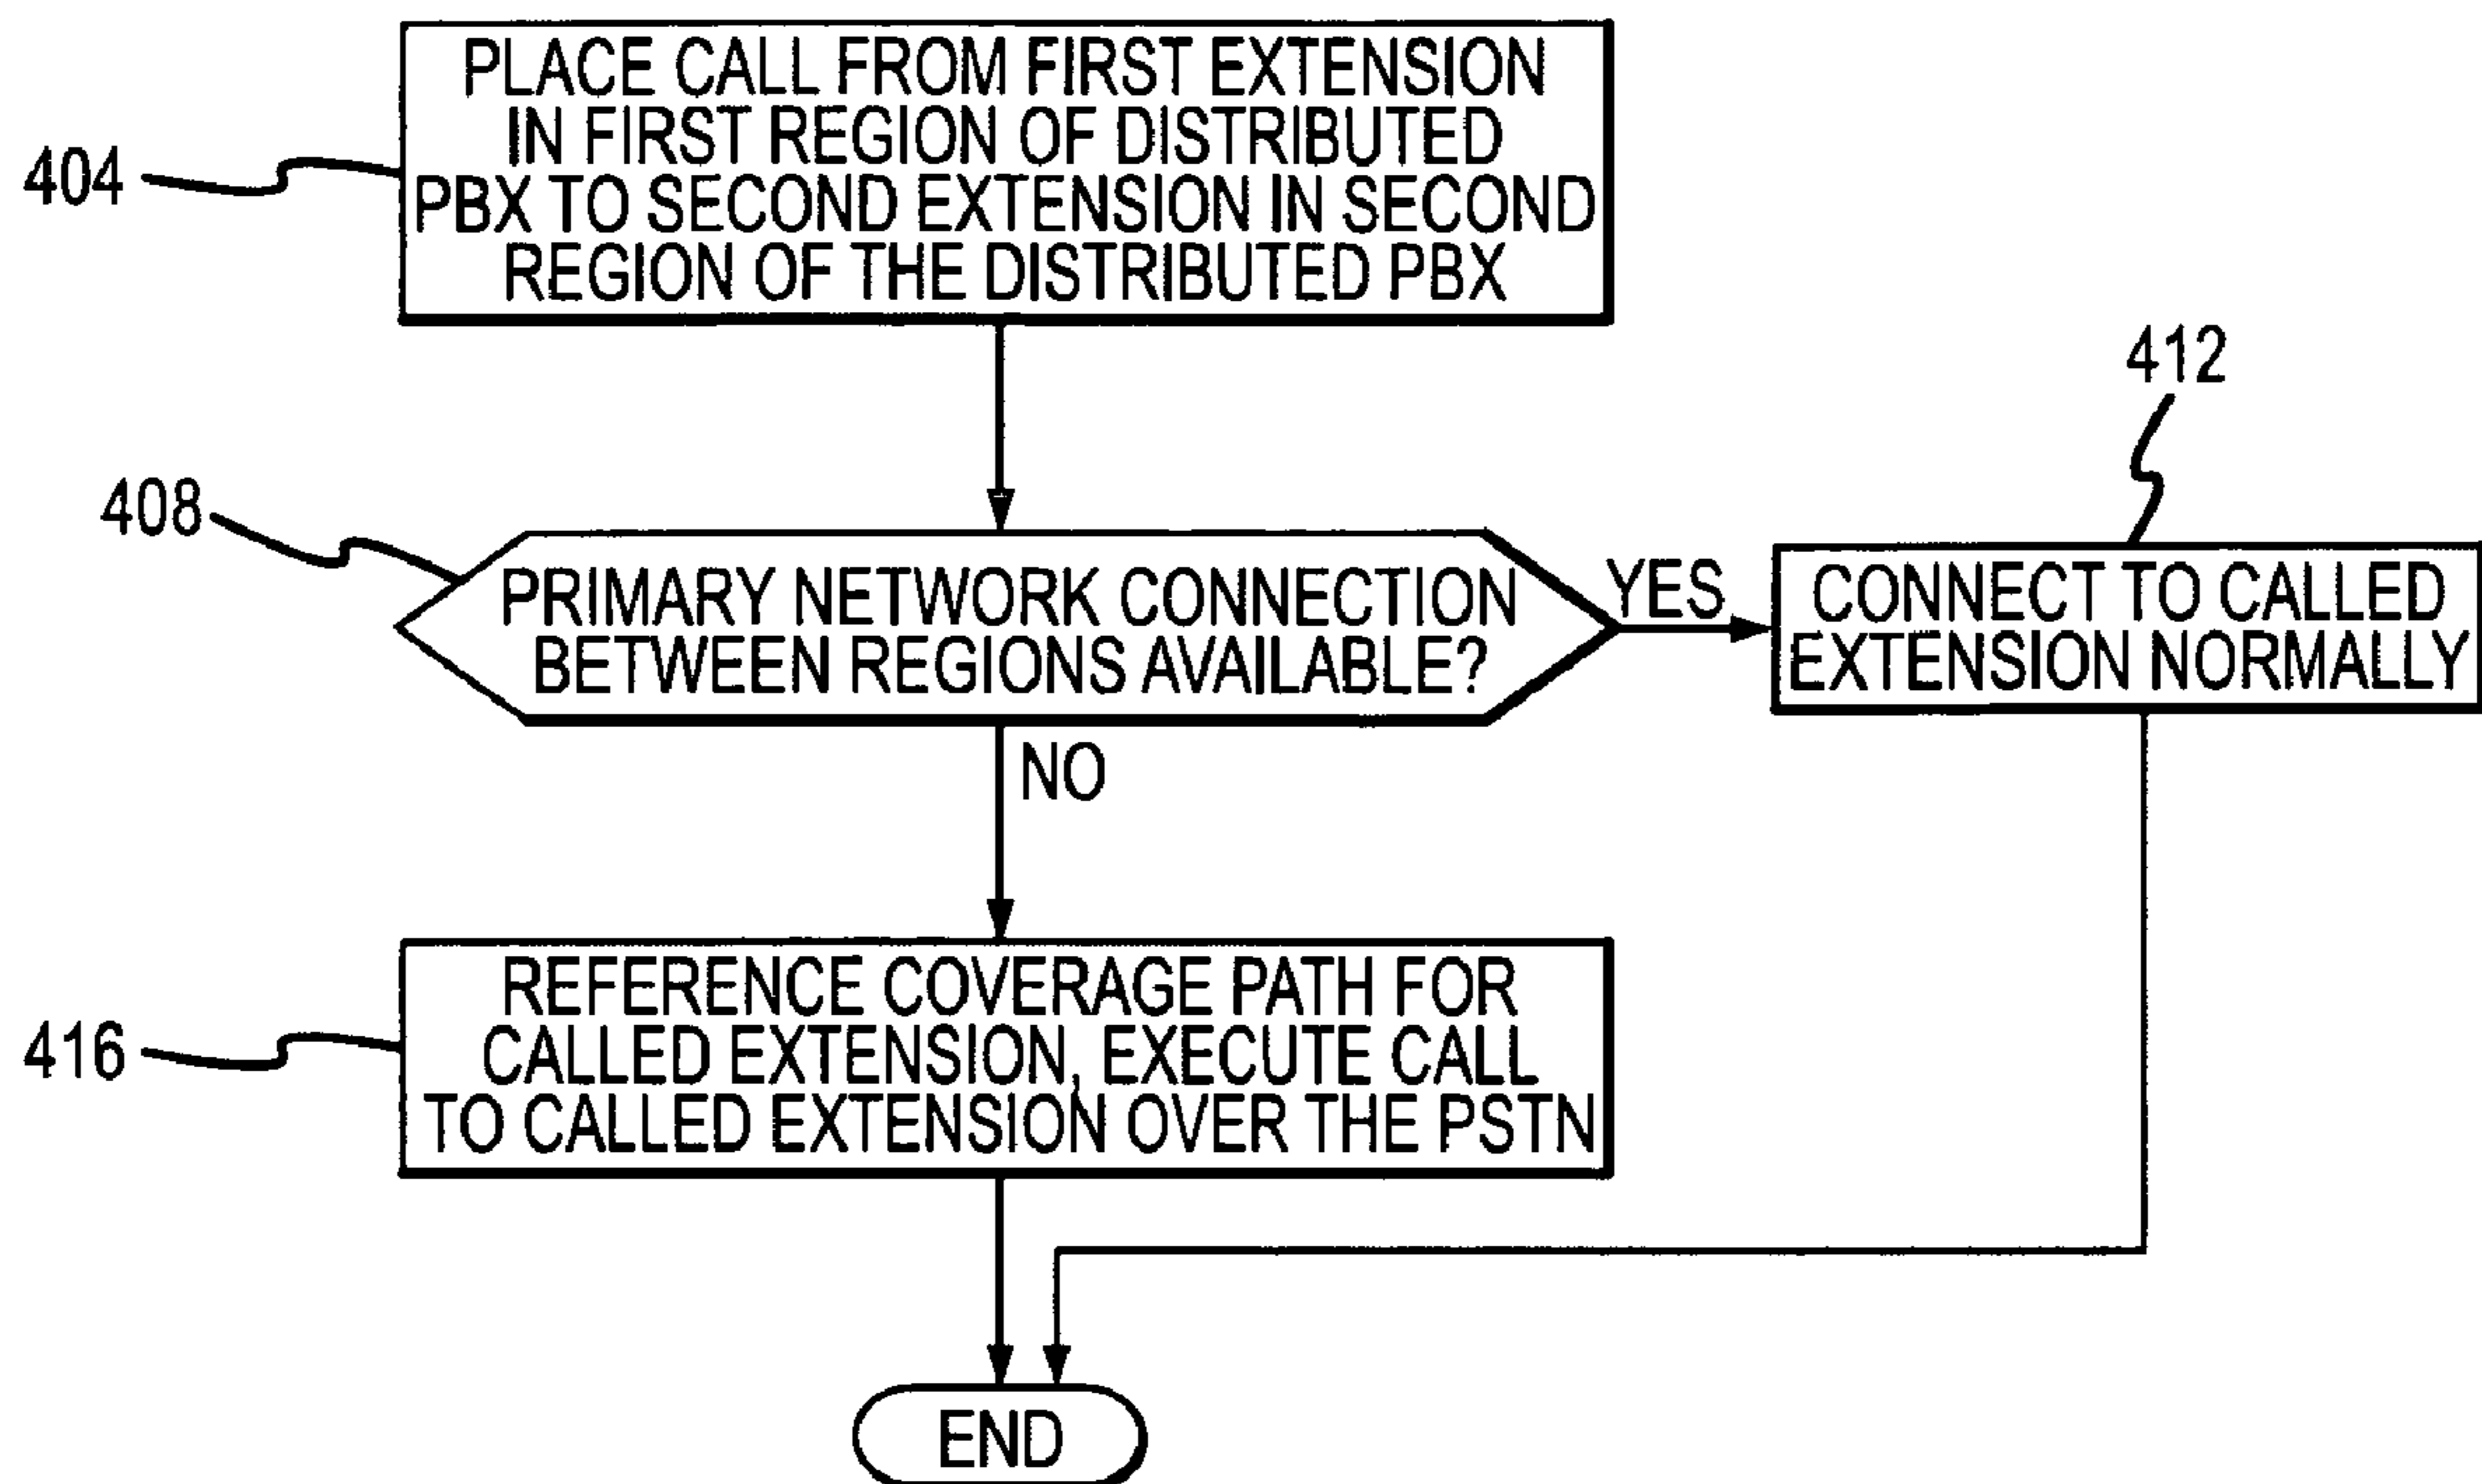 404
PLACE CALL FROM FIRST EXTENSION
IN FIRST REGION OF DISTRIBUTED
PBX TO SECOND EXTENSION IN SECOND
REGION OF THE DISTRIBUTED PBX
408
PRIMARY NETWORK CONNECTION
BETWEEN REGIONS AVAILABLE?
YES
412
CONNECT TO CALLED
EXTENSION NORMALLY
NO
416
REFERENCE COVERAGE PATH FOR
CALLED EXTENSION, EXECUTE CALL
TO CALLED EXTENSION OVER THE PSTN
END